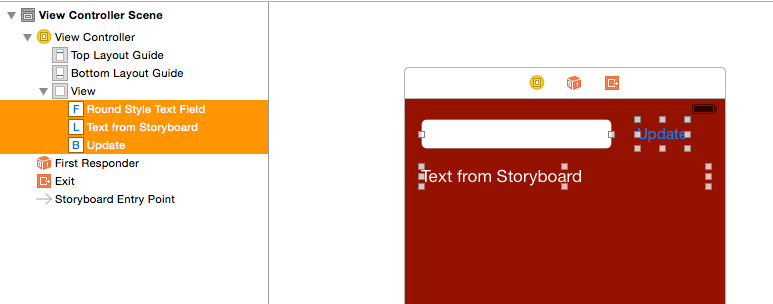 View Controller Scene
View Controller
Top Layout Guide
Bottom Layout Guide
View
F Round Style Text Field
L Text from Storyboard
B Update
First Responder
Exit
Storyboard Entry Point
Update
Text from Storyboard